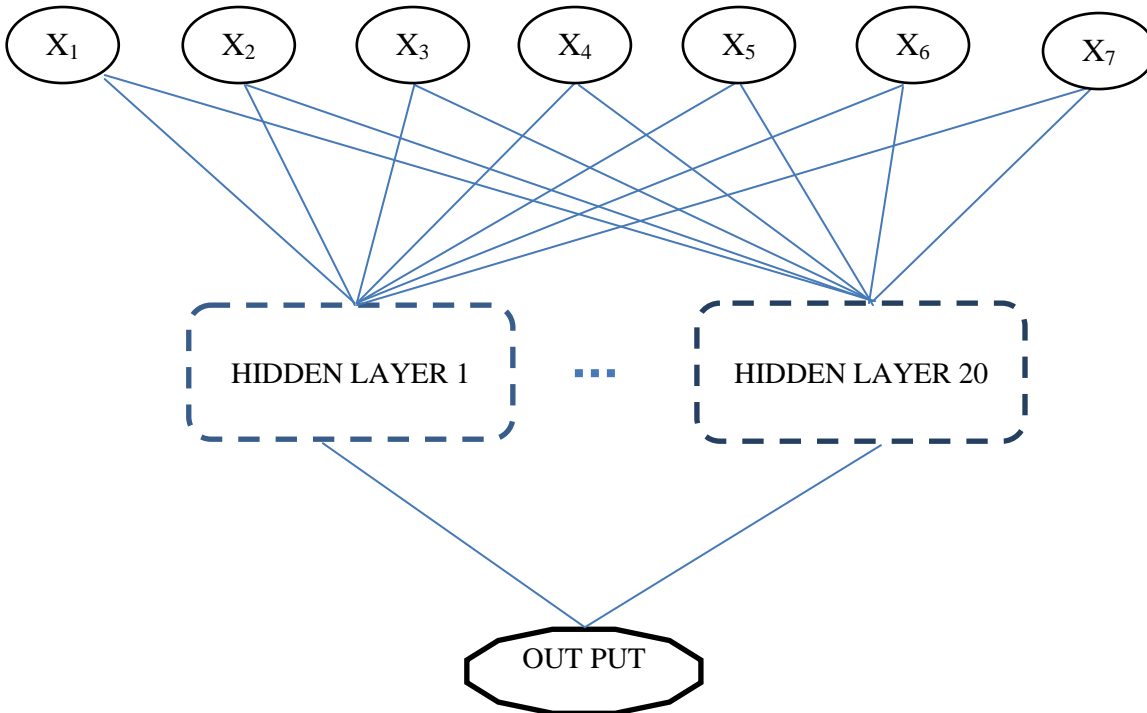 X₁ X₂ X₃ X₄ X₅ X₆ X₇
HIDDEN LAYER 1 ... HIDDEN LAYER 20
OUT PUT